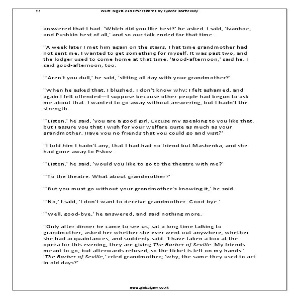 answered that I had. 'Which did you like best?' he asked. I said, 'Ivanhoe,
and Pushkin best of all,' and so our talk ended for that time.
"A week later I met him again on the stairs. That time grandmother had
not sent me, I wanted to get something for myself. It was past two, and
the lodger used to come home at that time. 'Good-afternoon,' said he. I
said good-afternoon, too.
"'Aren't you dull,' he said, 'sitting all day with your grandmother?'
"When he asked that, I blushed, I don't know why; I felt ashamed, and
again I felt offended—I suppose because other people had begun to ask
me about that. I wanted to go away without answering, but I hadn't the
strength.
"'Listen,' he said, 'you are a good girl. Excuse my speaking to you like that,
but I assure you that I wish for your welfare quite as much as your
grandmother. Have you no friends that you could go and visit?'
"I told him I hadn't any, that I had had no friend but Mashenka, and she
had gone away to Pskov.
"'Listen,' he said, 'would you like to go to the theatre with me?'
"'To the theatre. What about grandmother?'
"'But you must go without your grandmother's knowing it,' he said.
"'No,' I said, 'I don't want to deceive grandmother. Good-bye.'
"'Well, good-bye,' he answered, and said nothing more.
"Only after dinner he came to see us; sat a long time talking to
grandmother; asked her whether she ever went out anywhere, whether
she had acquaintances, and suddenly said: 'I have taken a box at the
opera for this evening; they are giving The Barber of Seville. My friends
meant to go, but afterwards refused, so the ticket is left on my hands.'
'The Barber of Seville,' cried grandmother; 'why, the same they used to act
in old days?'